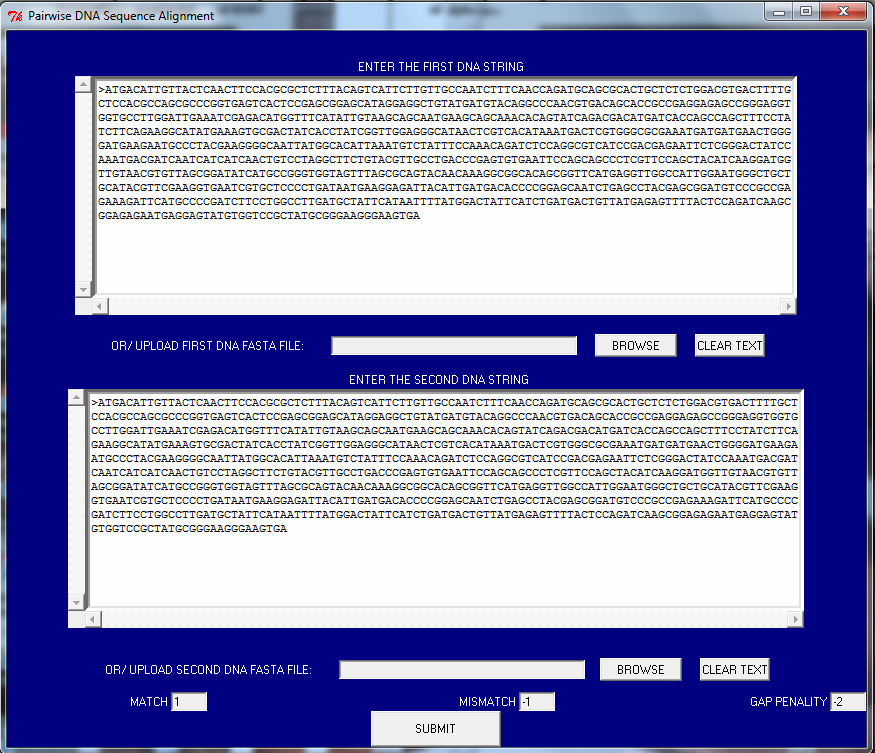 Pairwise DNA Sequence Alignment
ENTER THE FIRST DNA STRING
>ATGACATTGTTACTCAACTTCCACGCGCTCTTTACAGTCATTCTTGTTGCCAATCTTTCAACCAGATGCAGCGCACTGCTCTCTGGACGTGACTTTTG
CTCCACGCCAGCGCCCGGTGAGTCACTCCGAGCGGAGCATAGGAGGCTGTATGATGTACAGGCCCAACGTGACAGCACCGCCGAGGAGAGCCGGGAGGT
GGTGCCTTGGATTGAAATCGAGACATGGTTTCATATTGTAAGCAGCAATGAAGCAGCAAACACAGTATCAGACGACATGATCACCAGCCAGCTTTCCTA
TCTTCAGAAGGCATATGAAAGTGCGACTATCACCTATCGGTTGGAGGGCATAACTCGTCACATAAATGACTCGTGGGCGCGAAATGATGATGAACTGGG
GATGAAGAATGCCCTACGAAGGGGCAATTATGGCACATTAAATGTCTATTTCCAAACAGATCTCCAGGCGTCATCCGACGAGAATTCTCGGGACTATCC
AAATGACGATCAATCATCATCAACTGTCCTAGGCTTCTGTACGTTGCCTGACCCGAGTGTGAATTCCAGCAGCCCTCGTTCCAGCTACATCAAGGATGG
TTGTAACGTGTTAGCGGATATCATGCCGGGTGGTAGTTTAGCGCAGTACAACAAAGGCGGCACAGCGGTTCATGAGGTTGGCCATTGGAATGGGCTGCT
GCATACGTTCGAAGGTGAATCGTGCTCCCCTGATAATGAAGGAGATTACATTGATGACACCCCGGAGCAATCTGAGCCTACGAGCGGATGTCCCGCCGA
GAAAGATTCATGCCCCGATCTTCCTGGCCTTGATGCTATTCATAATTTTATGGACTATTCATCTGATGACTGTTATGAGAGTTTTACTCCAGATCAAGC
GGAGAGAATGAGGAGTATGTGGTCCGCTATGCGGGAAGGGAAGTGA
OR/ UPLOAD FIRST DNA FASTA FILE:
BROWSE
CLEAR TEXT
ENTER THE SECOND DNA STRING
>ATGACATTGTTACTCAACTTCCACGCGCTCTTTACAGTCATTCTTGTTGCCAATCTTTCAACCAGATGCAGCGCACTGCTCTCTGGACGTGACTTTTGCT
CCACGCCAGCGCCCGGTGAGTCACTCCGAGCGGAGCATAGGAGGCTGTATGATGTACAGGCCCAACGTGACAGCACCGCCGAGGAGAGCCGGGAGGTGGTG
CCTTGGATTGAAATCGAGACATGGTTTCATATTGTAAGCAGCAATGAAGCAGCAAACACAGTATCAGACGACATGATCACCAGCCAGCTTTCCTATCTTCA
GAAGGCATATGAAAGTGCGACTATCACCTATCGGTTGGAGGGCATAACTCGTCACATAAATGACTCGTGGGCGCGAAATGATGATGAACTGGGGATGAAGA
ATGCCCTACGAAGGGGCAATTATGGCACATTAAATGTCTATTTCCAAACAGATCTCCAGGCGTCATCCGACGAGAATTCTCGGGACTATCCAAATGACGAT
CAATCATCATCAACTGTCCTAGGCTTCTGTACGTTGCCTGACCCGAGTGTGAATTCCAGCAGCCCTCGTTCCAGCTACATCAAGGATGGTTGTAACGTGTT
AGCGGATATCATGCCGGGTGGTAGTTTAGCGCAGTACAACAAAGGCGGCACAGCGGTTCATGAGGTTGGCCATTGGAATGGGCTGCTGCATACGTTCGAAG
GTGAATCGTGCTCCCCTGATAATGAAGGAGATTACATTGATGACACCCCGGAGCAATCTGAGCCTACGAGCGGATGTCCCGCCGAGAAAGATTCATGCCCC
GATCTTCCTGGCCTTGATGCTATTCATAATTTTATGGACTATTCATCTGATGACTGTTATGAGAGTTTTACTCCAGATCAAGCGGAGAGAATGAGGAGTAT
GTGGTCCGCTATGCGGGAAGGGAAGTGA
OR/ UPLOAD SECOND DNA FASTA FILE:
BROWSE
CLEAR TEXT
MATCH 1
MISMATCH -1
GAP PENALITY -2
SUBMIT